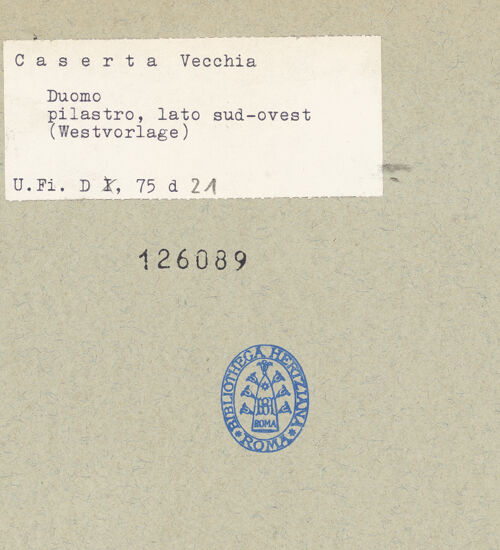 C a s e r t a Vecchia
Duomo
pilastro, lato sud-ovest
(Westvorlage)
U.Fi. D X, 75 d 21
126089
BIBLIOTHECA HERTZIANA
ROMA
ROMA